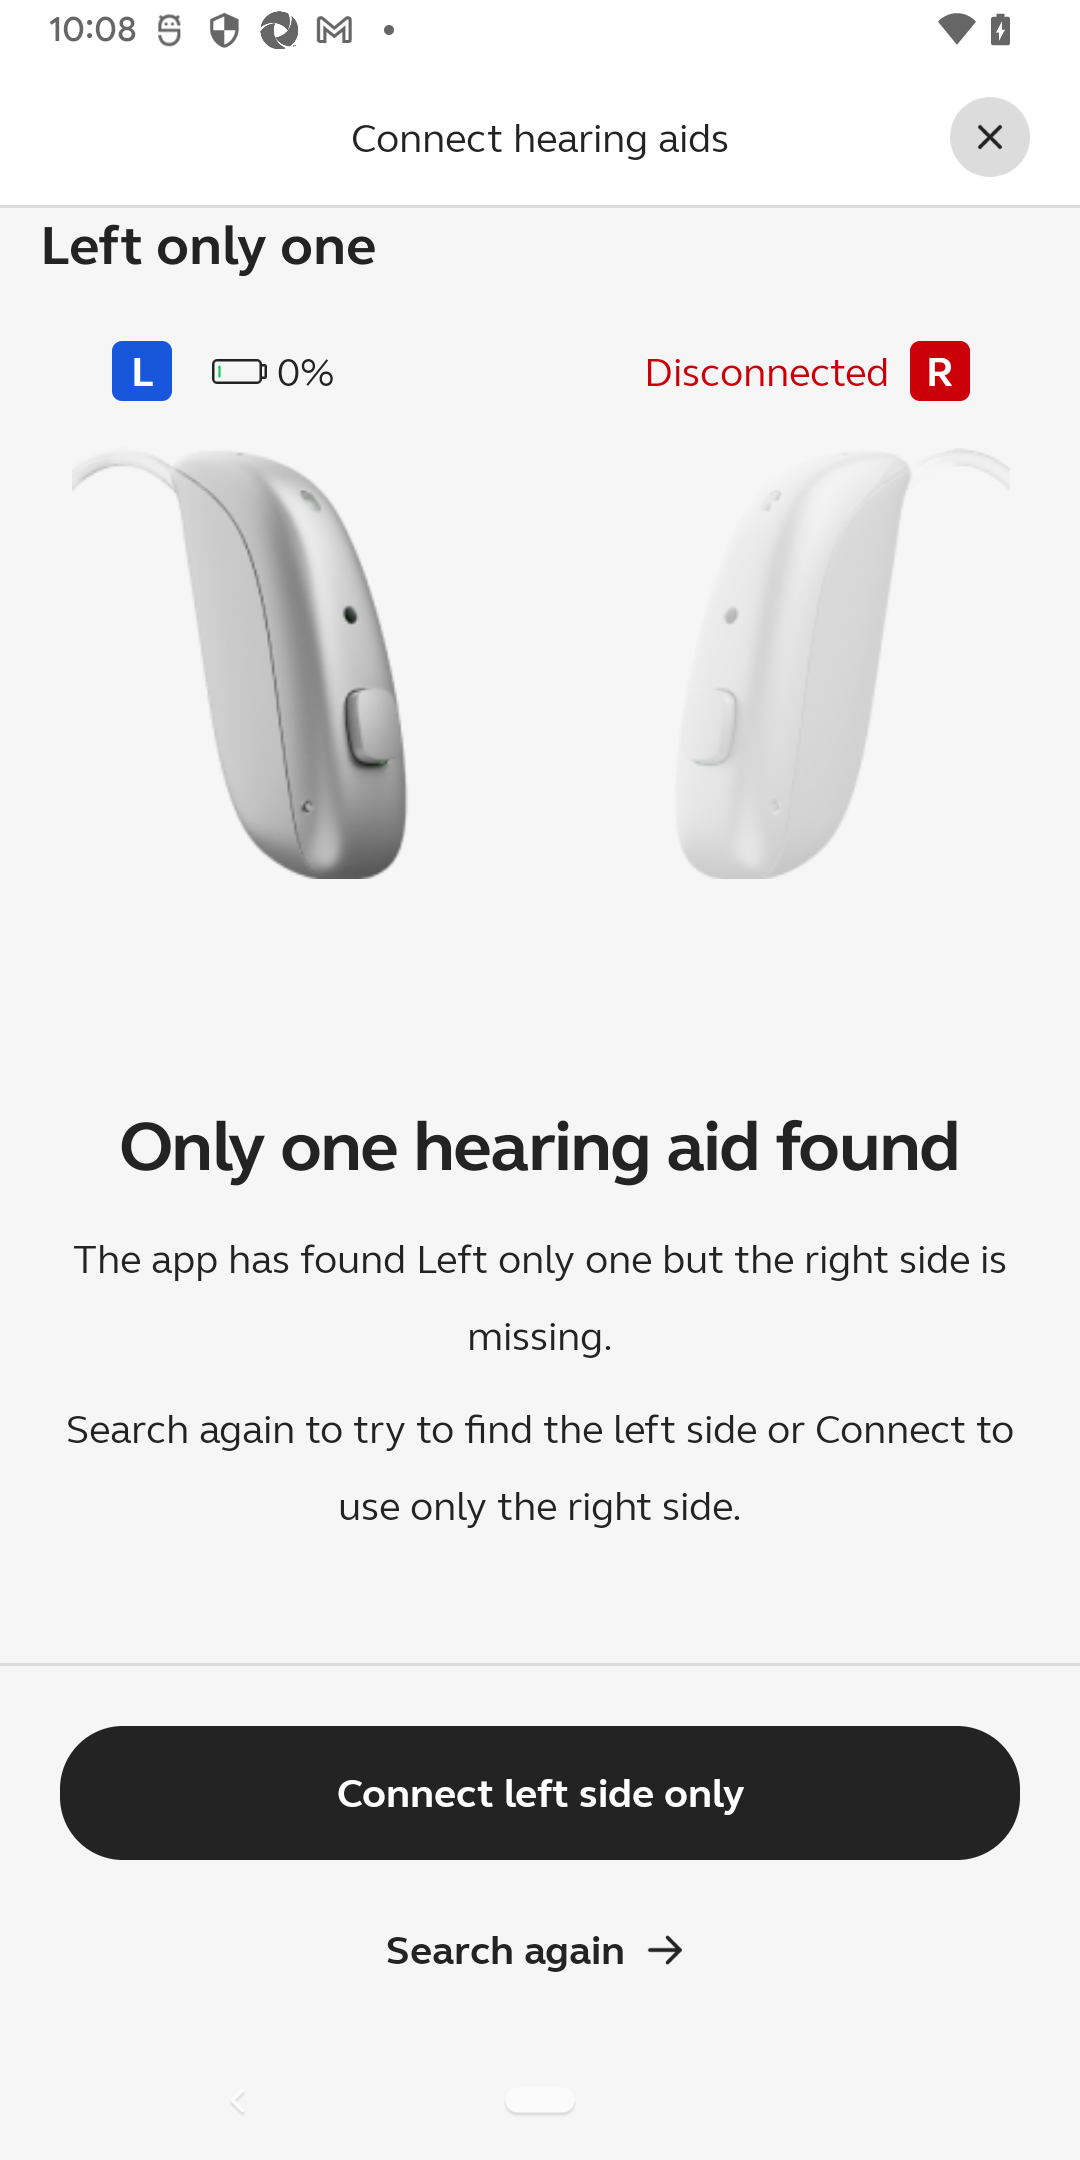 10:08
Connect hearing aids
Left only one
L 0% Disconnected R
Only one hearing aid found
The app has found Left only one but the right side is
missing.
Search again to try to find the left side or Connect to
use only the right side.
Connect left side only
Search again